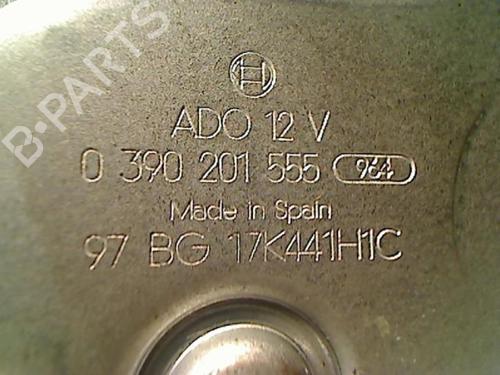 B-PARTS
ADO 12 V
0 390 201 555 964
Made in Spain
97 BG 17K441H1C